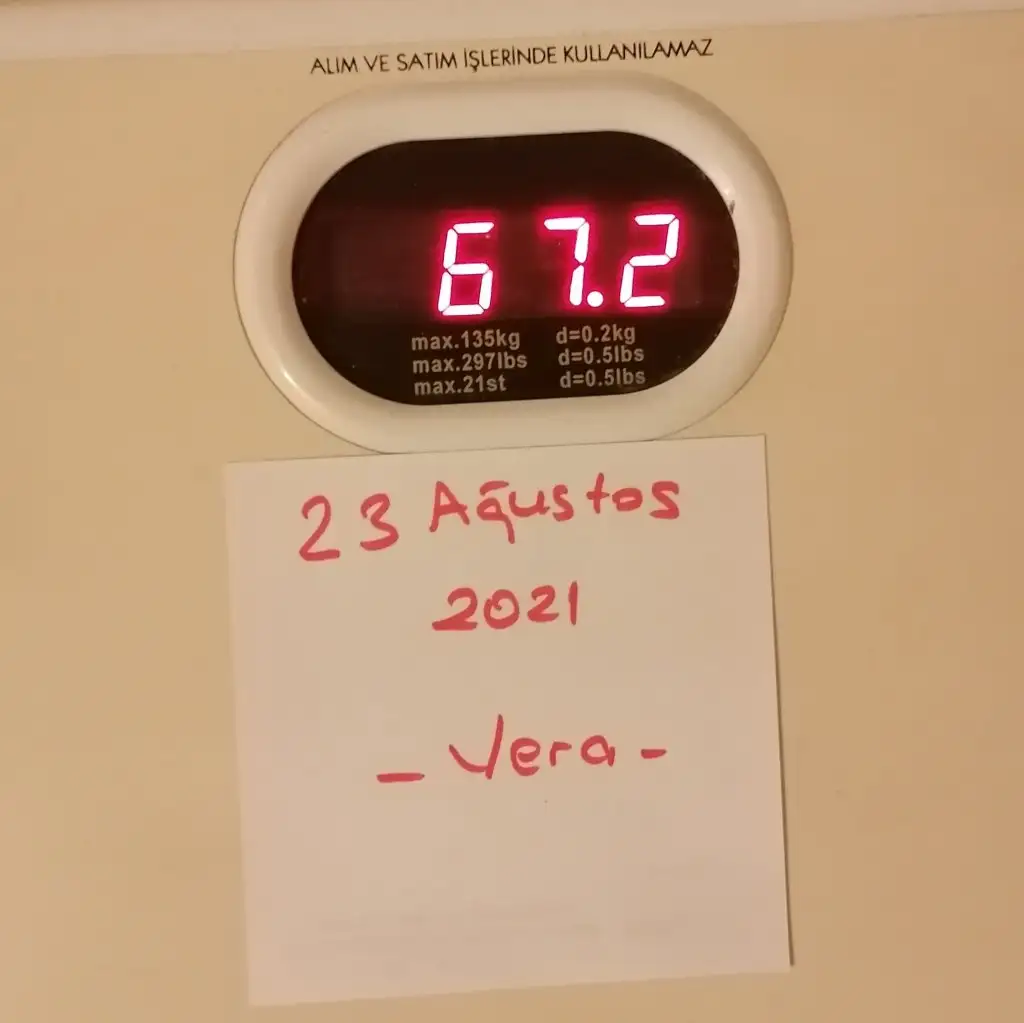 ALIM VE SATIM İŞLERİNDE KULLANILAMAZ
67.2
max.135kg d=0.2kg
max.297lbs d=0.5lbs
max.21st d=0.5lbs
23 Ağustos
2021
- Vera -